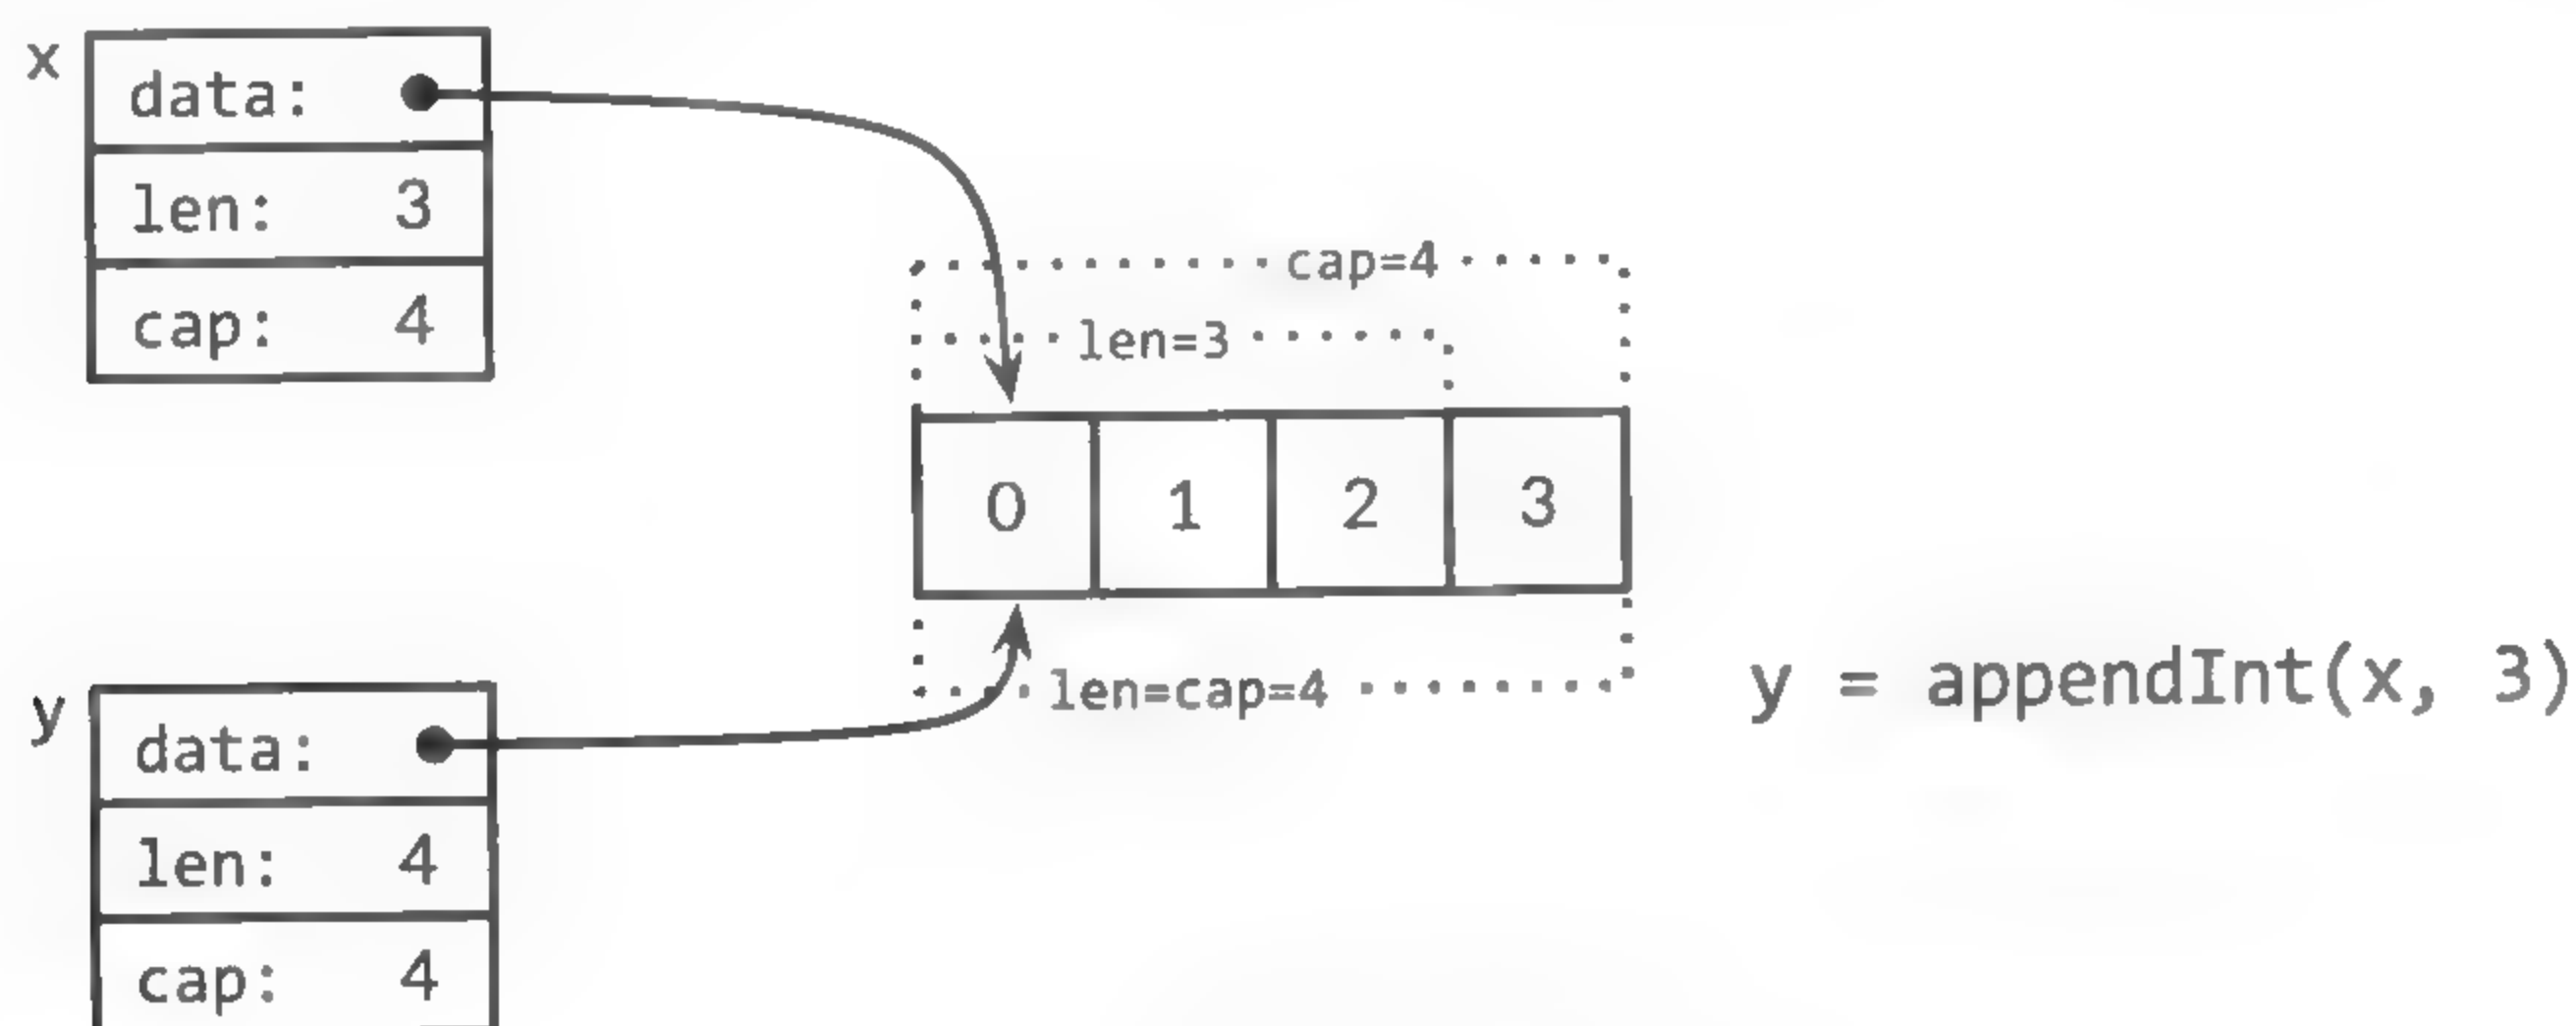 x
data:
len: 3
cap: 4
cap=4
len=3
0 1 2 3
len=cap=4
y = appendInt(x, 3)
y
data:
len: 4
cap: 4